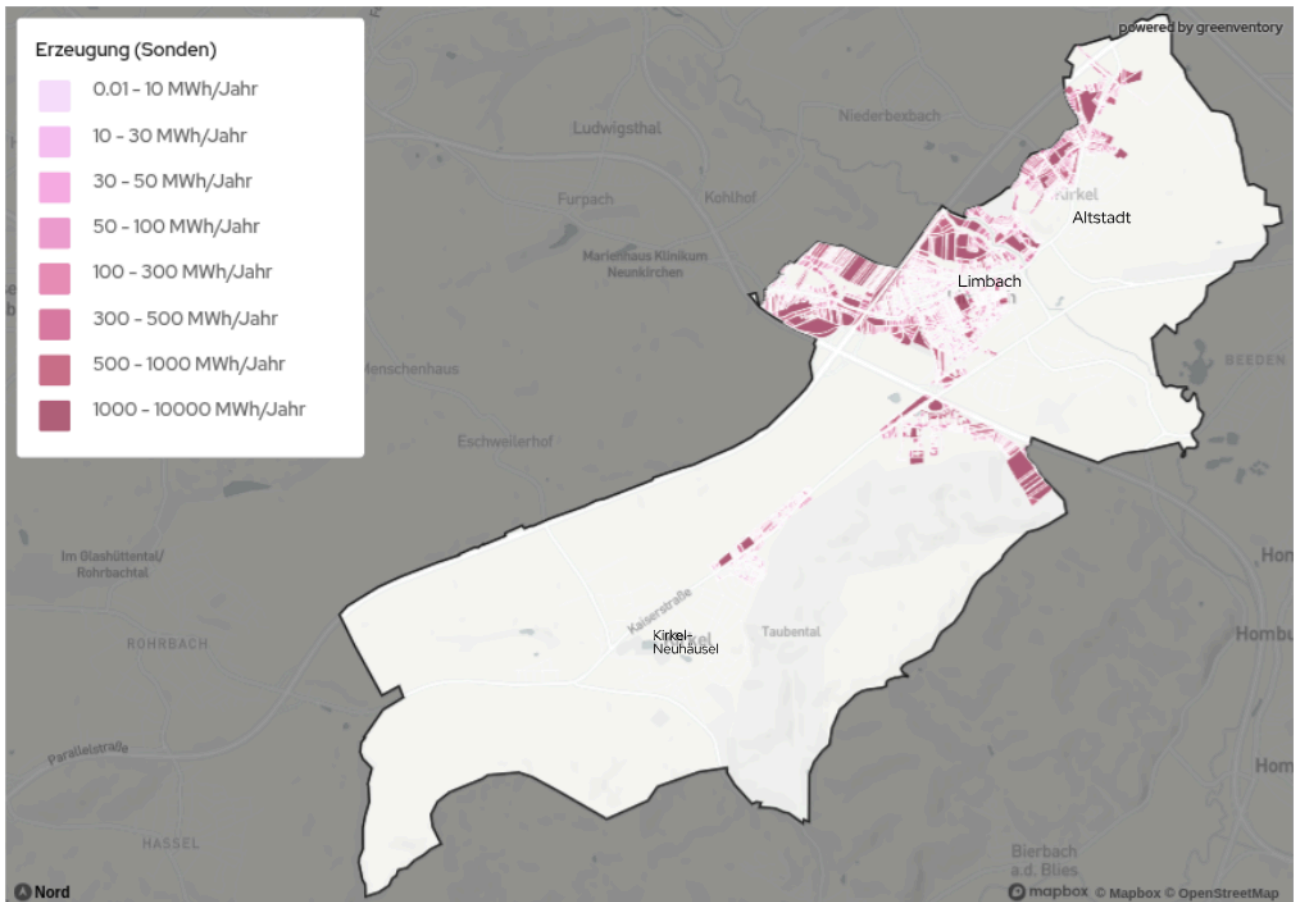 powered by greenventory
Erzeugung (Sonden)
0.01 - 10 MWh/Jahr
10 - 30 MWh/Jahr
30 - 50 MWh/Jahr
50 - 100 MWh/Jahr
100 - 300 MWh/Jahr
300 - 500 MWh/Jahr
500 - 1000 MWh/Jahr
1000 - 10000 MWh/Jahr
Ludwigsthal
Niederbexbach
Furpach
Kohlhof
Altstadt
Marienhaus Klinikum
Neunkirchen
Limbach
BEEDEN
Menschenhaus
Eschweilerhof
Im Glashüttental/
Rohrbachtal
Kaiserstraße
Taubental
ROHRBACH
Kirkel-
Neuhäusel
Parallelstraße
HASSEL
Bierbach
a.d. Blies
Nord
mapbox © Mapbox © OpenStreetMap